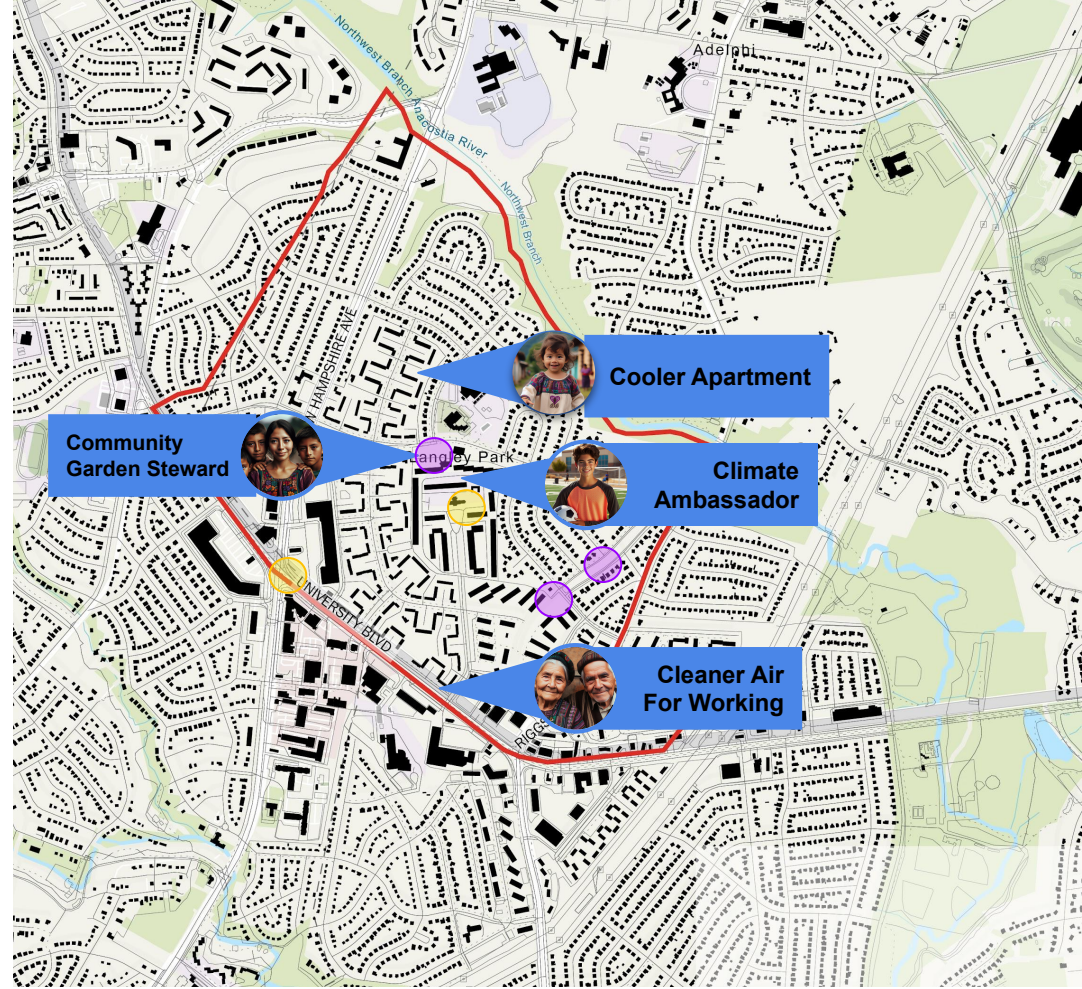 Adelphi
Northwest Branch Anacostia River
Northwest Branch
HAMPSHIRE AVE
Cooler Apartment
Community
Garden Steward
Langley Park
Climate
Ambassador
UNIVERSITY BLVD
Cleaner Air
For Working
RIGGS